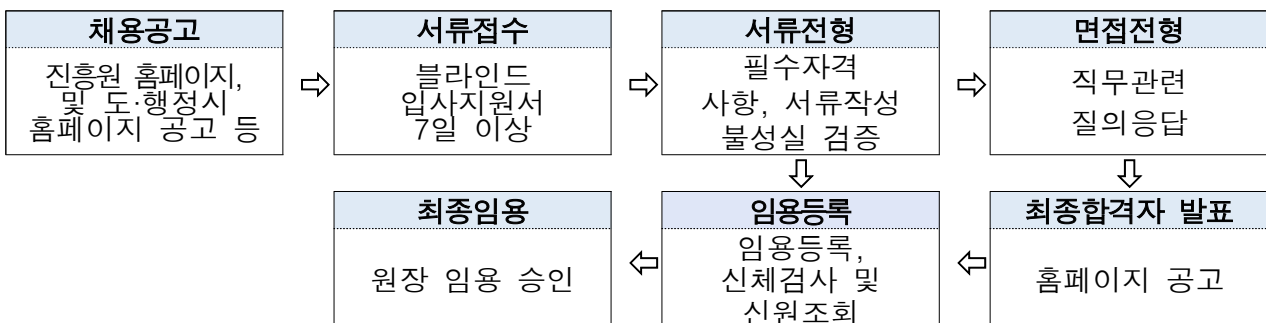 채용공고
진흥원 홈페이지,
및 도·행정시
홈페이지 공고 등
서류접수
블라인드
입사지원서
7일 이상
서류전형
필수자격
사항, 서류작성
불성실 검증
면접전형
직무관련
질의응답
최종합격자 발표
홈페이지 공고
임용등록
임용등록,
신체검사 및
신원조회
최종임용
원장 임용 승인